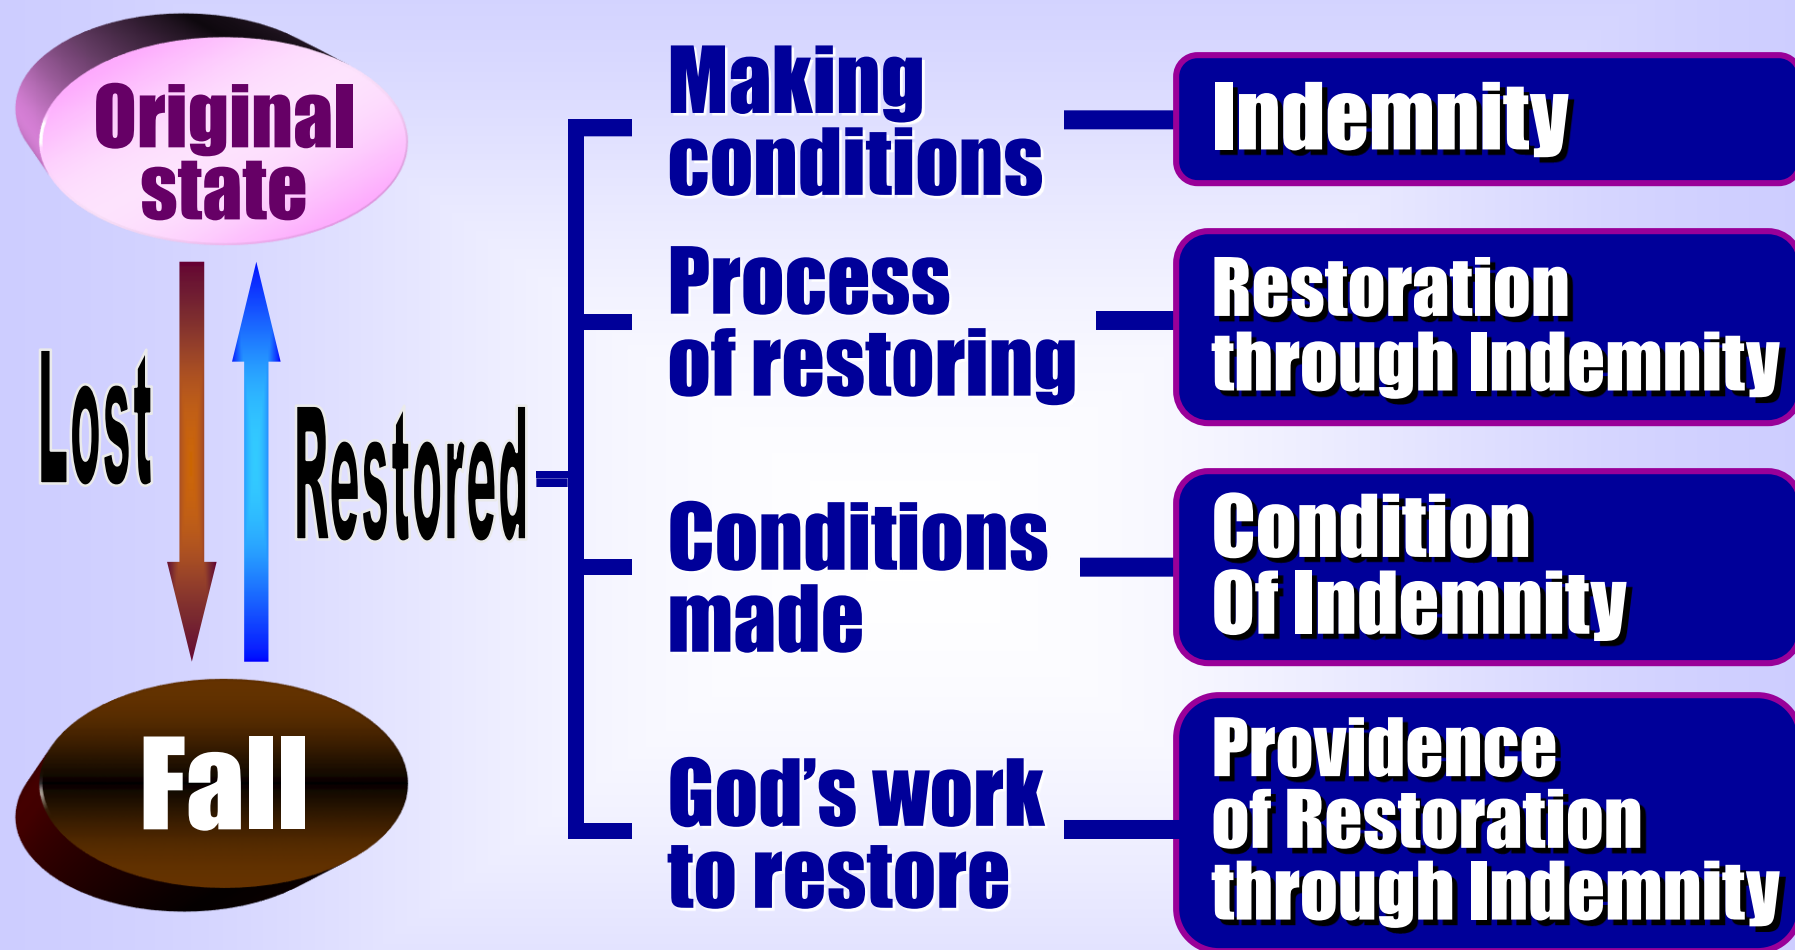 Original
state
Lost
Restored
Fall
Making
conditions
Indemnity
Process
of restoring
Restoration
through Indemnity
Conditions
made
Condition
Of Indemnity
God’s work
to restore
Providence
of Restoration
through Indemnity